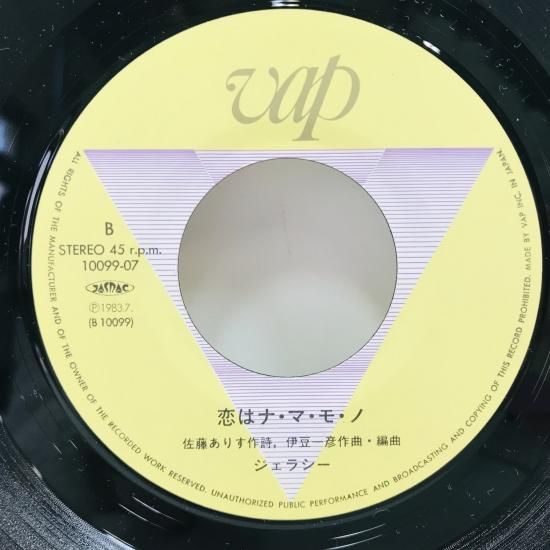 vap
B
STEREO 45 r.p.m.
10099-07
JASRAC
Ⓟ1983.7.
(B 10099)
恋はナ・マ・モ・ノ
佐藤ありす作詩, 伊豆一彦作曲・編曲
ジェラシー
ALL RIGHTS OF THE MANUFACTURER AND OF THE OWNER OF THE RECORDED WORK RESERVED. UNAUTHORIZED PUBLIC PERFORMANCE AND BROADCASTING AND COPYING OF THIS RECORD PROHIBITED. MADE BY VAP INC. IN JAPAN.